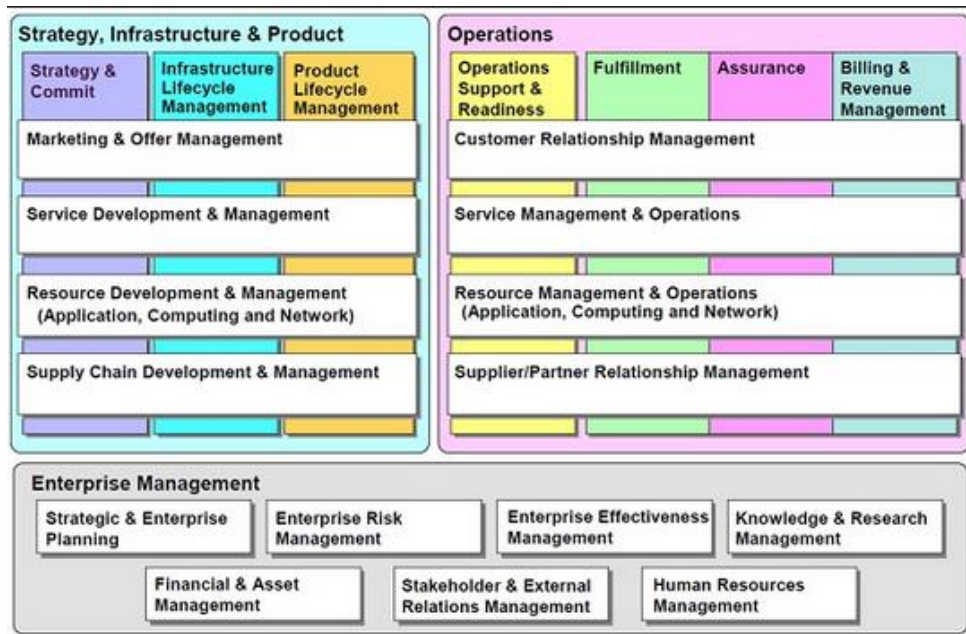 Strategy, Infrastructure & Product
Strategy &
Commit
Infrastructure
Lifecycle
Management
Product
Lifecycle
Management
Marketing & Offer Management
Service Development & Management
Resource Development & Management
(Application, Computing and Network)
Supply Chain Development & Management
Operations
Operations
Support &
Readiness
Fulfillment
Assurance
Billing &
Revenue
Management
Customer Relationship Management
Service Management & Operations
Resource Management & Operations
(Application, Computing and Network)
Supplier/Partner Relationship Management
Enterprise Management
Strategic & Enterprise
Planning
Enterprise Risk
Management
Enterprise Effectiveness
Management
Knowledge & Research
Management
Financial & Asset
Management
Stakeholder & External
Relations Management
Human Resources
Management